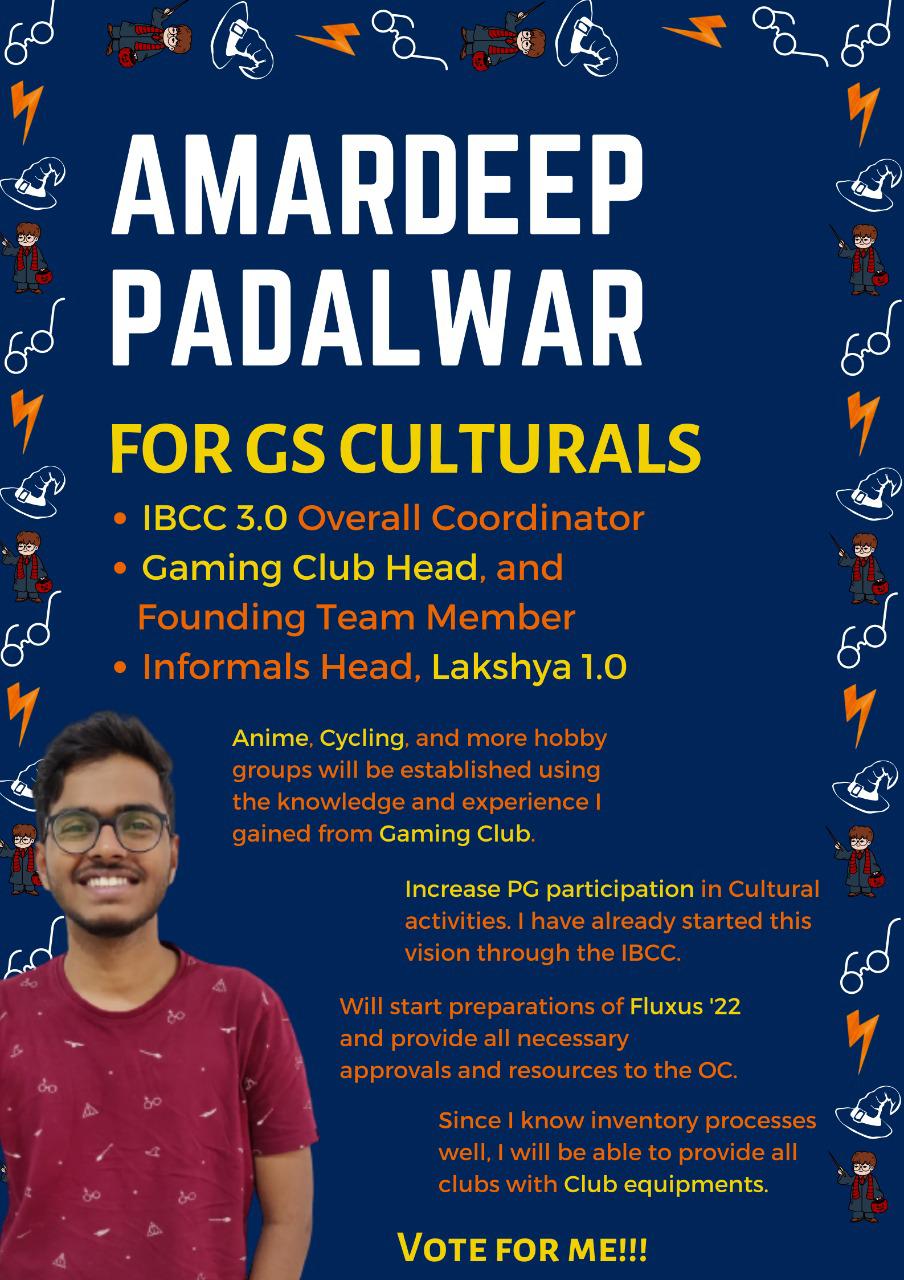 AMARDEEP
PADALWAR
FOR GS CULTURALS
• IBCC 3.0 Overall Coordinator
• Gaming Club Head, and
Founding Team Member
• Informals Head, Lakshya 1.0
Anime, Cycling, and more hobby
groups will be established using
the knowledge and experience I
gained from Gaming Club.
Increase PG participation in Cultural
activities. I have already started this
vision through the IBCC.
Will start preparations of Fluxus '22
and provide all necessary
approvals and resources to the OC.
Since I know inventory processes
well, I will be able to provide all
clubs with Club equipments.
VOTE FOR ME!!!